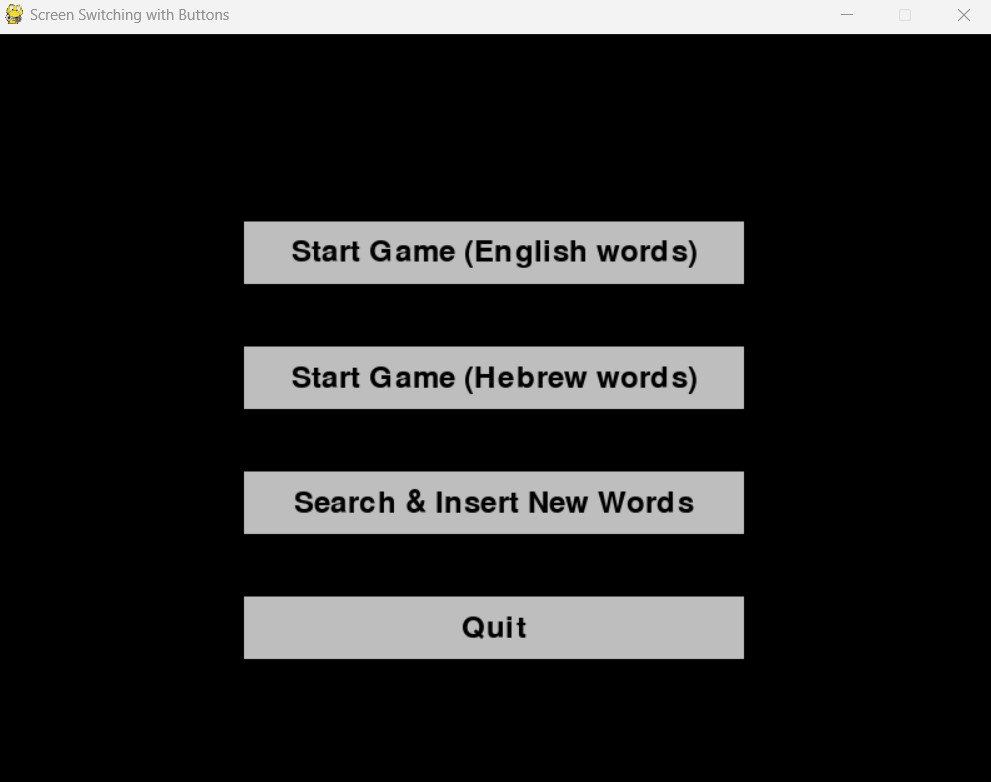 Screen Switching with Buttons
Start Game (English words)
Start Game (Hebrew words)
Search & Insert New Words
Quit